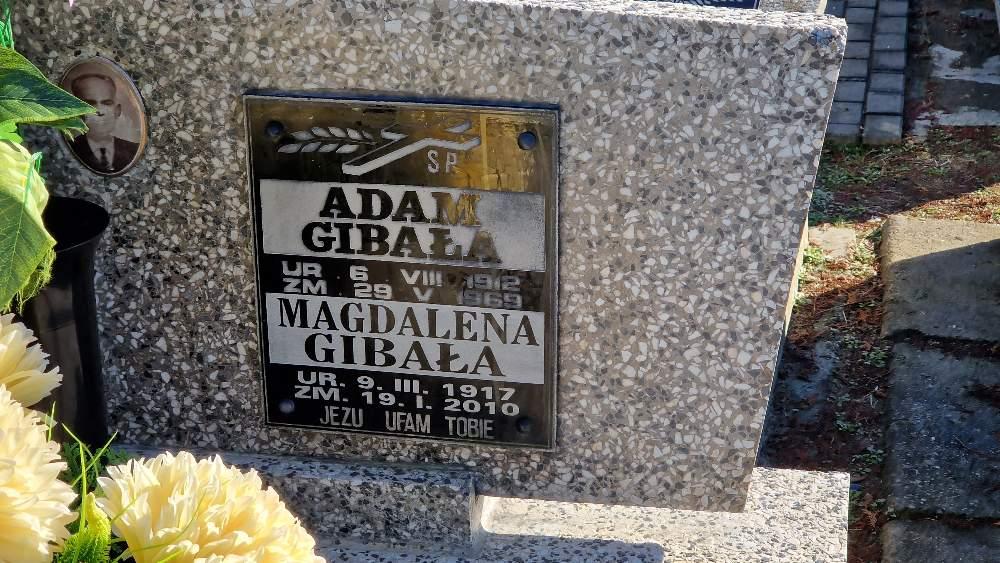 ŚP
ADAM
GIBAŁA
UR 6 VIII 1912
ZM 29 V 1969
MAGDALENA
GIBAŁA
UR. 9. III. 1917
ZM. 19. I. 2010
JEZU UFAM TOBIE